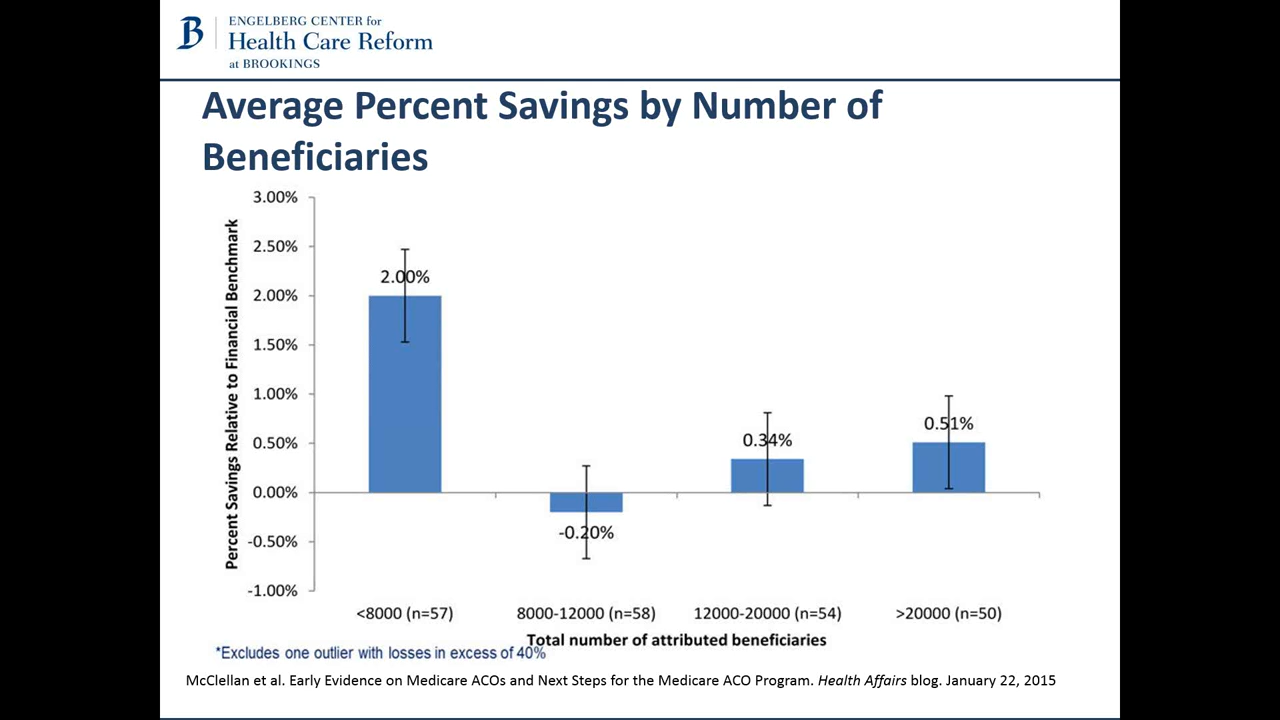 B
ENGELBERG CENTER for
Health Care Reform
at BROOKINGS
Average Percent Savings by Number of
Beneficiaries
Percent Savings Relative to Financial Benchmark
3.00%
2.50%
2.00%
1.50%
1.00%
0.50%
0.00%
-0.50%
-1.00%
2.00%
-0.20%
0.34%
0.51%
<8000 (n=57)
8000-12000 (n=58)
12000-20000 (n=54)
>20000 (n=50)
Total number of attributed beneficiaries
*Excludes one outlier with losses in excess of 40%
McClellan et al. Early Evidence on Medicare ACOs and Next Steps for the Medicare ACO Program. Health Affairs blog. January 22, 2015